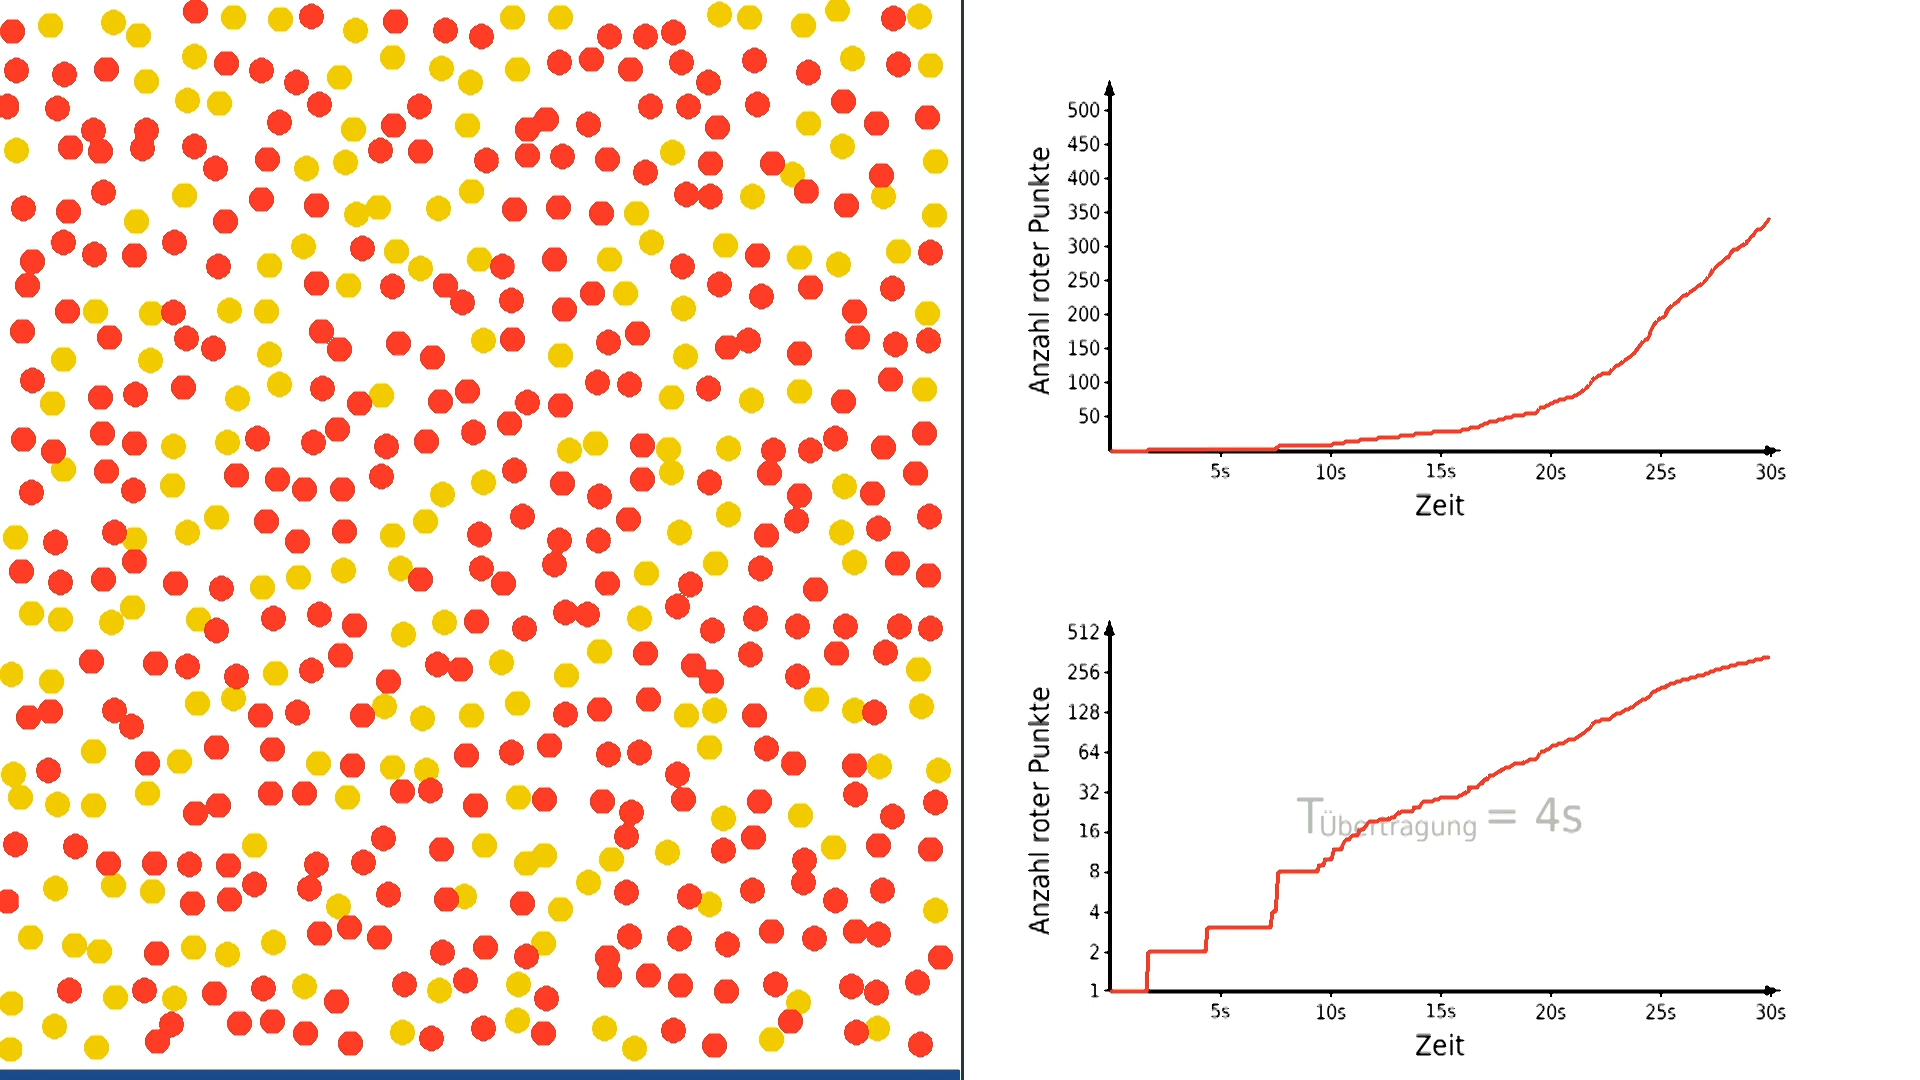 500
450
400
350
300
250
200
150
100
50
Anzahl roter Punkte
5s 10s 15s 20s 25s 30s
Zeit
512
256
128
64
32
16
8
4
2
1
Anzahl roter Punkte
TÜbertragung = 4s
5s 10s 15s 20s 25s 30s
Zeit